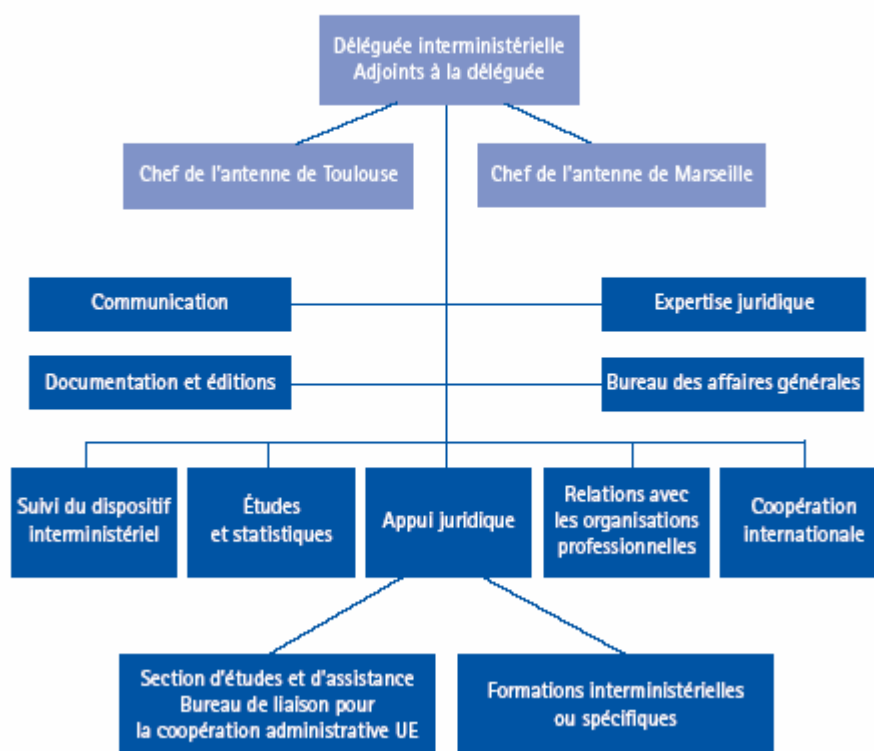 Déléguée interministérielle
Adjoints à la déléguée
Chef de l'antenne de Toulouse
Chef de l'antenne de Marseille
Communication
Expertise juridique
Documentation et éditions
Bureau des affaires générales
Suivi du dispositif
interministériel
Études
et statistiques
Appui juridique
Relations avec
les organisations
professionnelles
Coopération
internationale
Section d'études et d'assistance
Bureau de liaison pour
la coopération administrative UE
Formations interministérielles
ou spécifiques